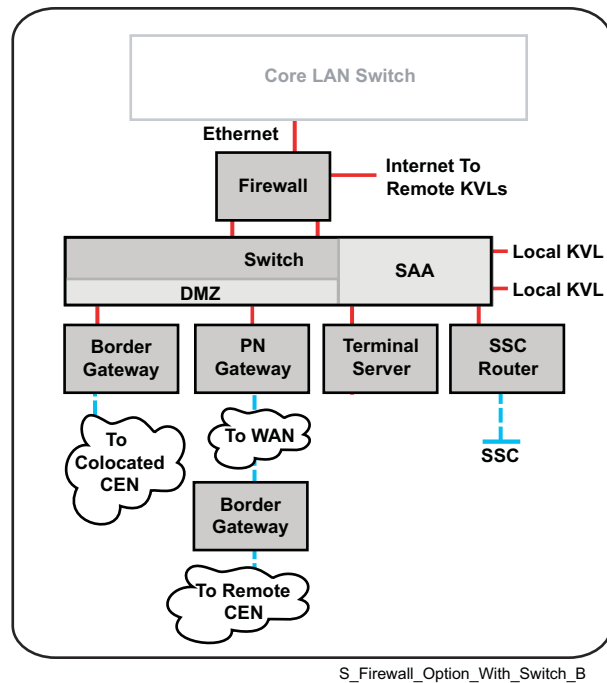 Core LAN Switch
Ethernet
Firewall
Internet To
Remote KVLs
Switch
SAA
DMZ
Local KVL
Local KVL
Border
Gateway
PN
Gateway
Terminal
Server
SSC
Router
To
Colocated
CEN
To WAN
SSC
Border
Gateway
To Remote
CEN
S_Firewall_Option_With_Switch_B